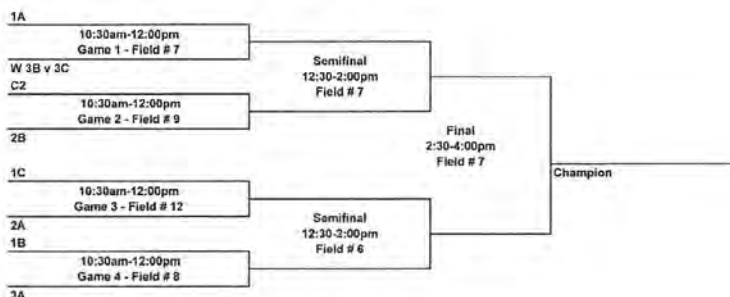 1A
10:30am-12:00pm
Game 1 - Field # 7
W 3B v 3C
C2
10:30am-12:00pm
Game 2 - Field # 9
2B
Semifinal
12:30-2:00pm
Field # 7
Final
2:30-4:00pm
Field # 7
Champion
1C
10:30am-12:00pm
Game 3 - Field # 12
2A
1B
10:30am-12:00pm
Game 4 - Field # 8
3A
Semifinal
12:30-2:00pm
Field # 6